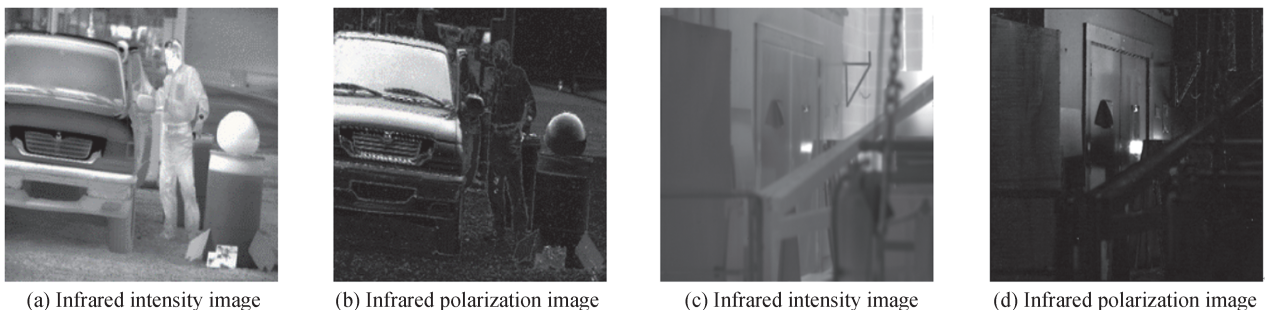 (a) Infrared intensity image
(b) Infrared polarization image
(c) Infrared intensity image
(d) Infrared polarization image